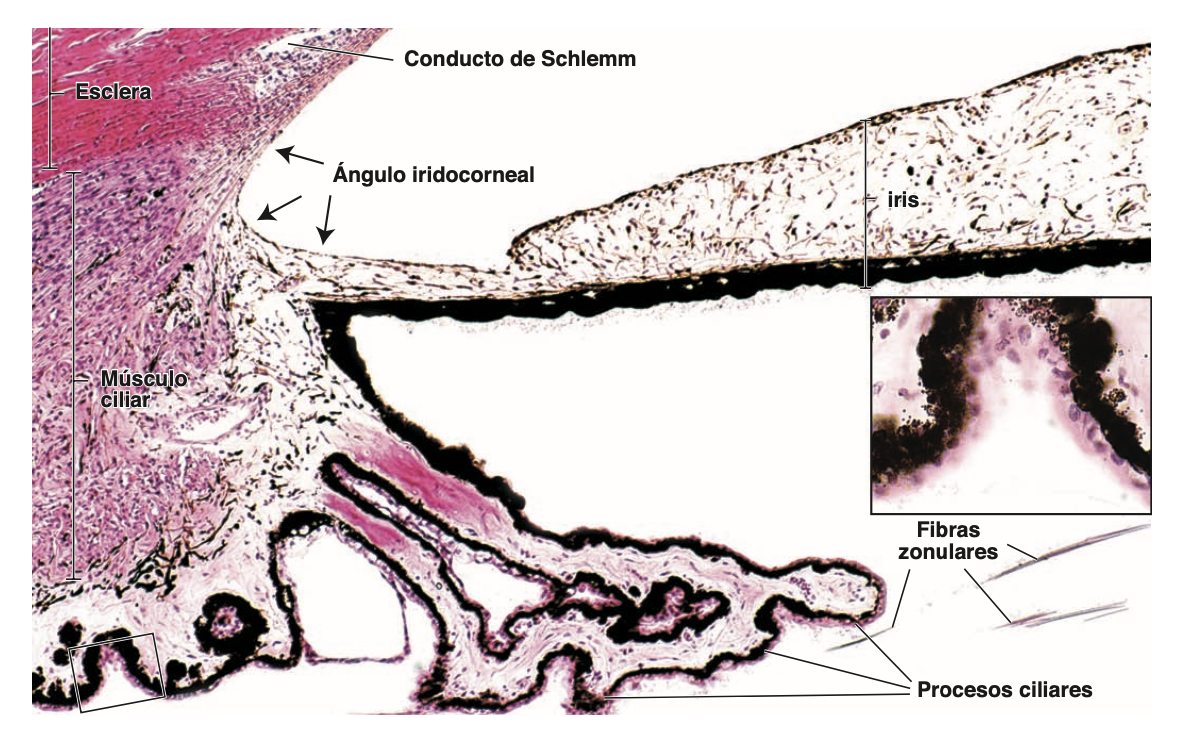 Conducto de Schlemm
Esclera
Ángulo iridocorneal
iris
Músculo
ciliar
Fibras
zonulares
Procesos ciliares